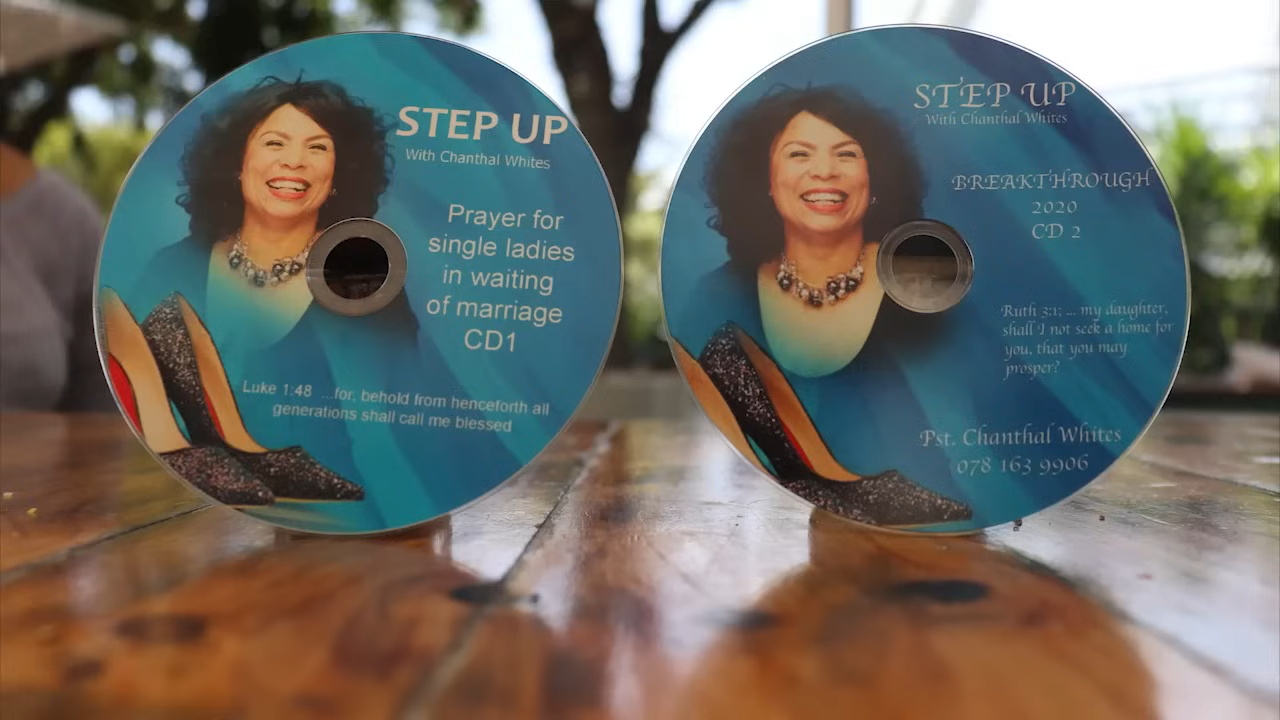 STEP UP
With Chanthal Whites
Prayer for
single ladies
in waiting
of marriage
CD1
Luke 1:48 ...for, behold from henceforth all
generations shall call me blessed
STEP UP
With Chanthal Whites
BREAKTHROUGH
2020
CD 2
Ruth 3:1; ... my daughter,
shall I not seek a home for
you, that you may
prosper?
Pst. Chanthal Whites
078 163 9906